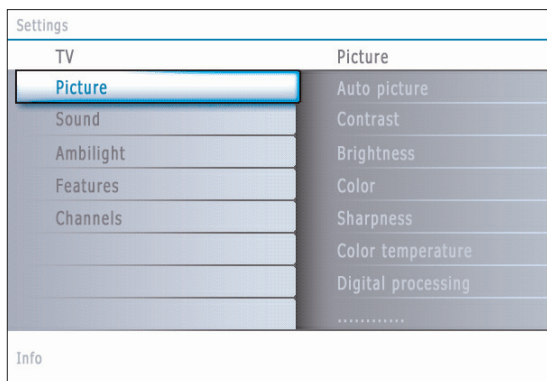 Settings
TV
Picture
Sound
Ambilight
Features
Channels
Picture
Auto picture
Contrast
Brightness
Color
Sharpness
Color temperature
Digital processing
............
Info